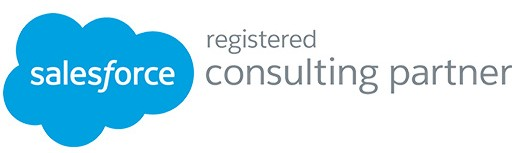 registered
salesforce
consulting partner